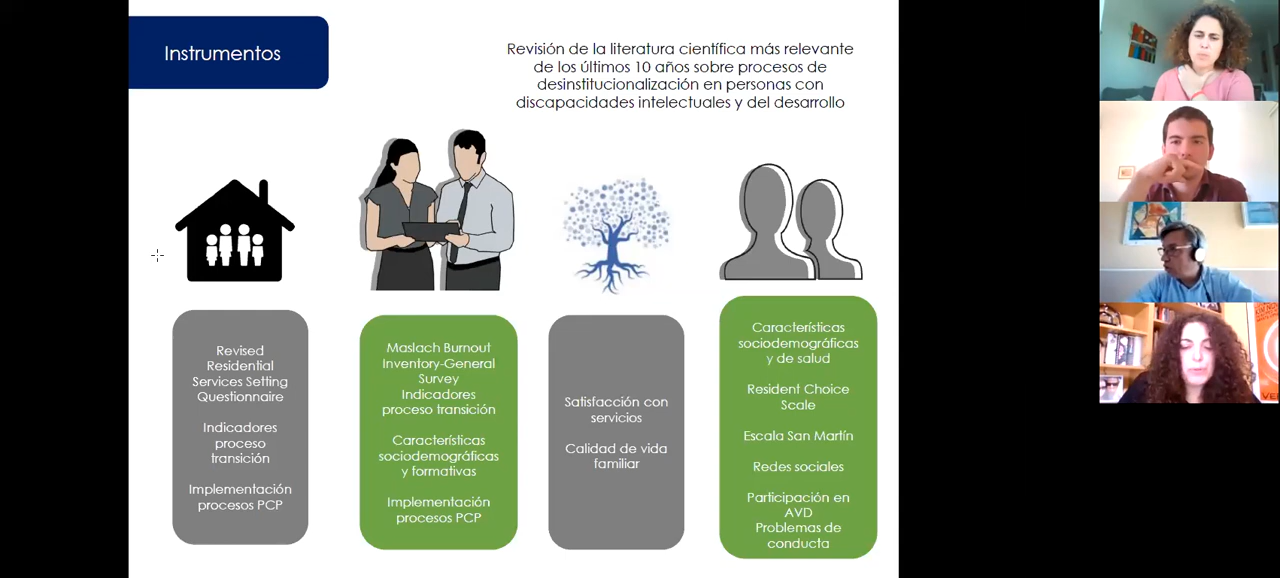 Instrumentos
Revisión de la literatura científica más relevante
de los últimos 10 años sobre procesos de
desinstitucionalización en personas con
discapacidades intelectuales y del desarrollo
Revised
Residential
Services Setting
Questionnaire
Indicadores
proceso
transición
Implementación
procesos PCP
Maslach Burnout
Inventory-General
Survey
Indicadores
proceso transición
Características
sociodemográficas
y formativas
Implementación
procesos PCP
Satisfacción con
servicios
Calidad de vida
familiar
Características
sociodemográficas
y de salud
Resident Choice
Scale
Escala San Martín
Redes sociales
Participación en
AVD
Problemas de
conducta